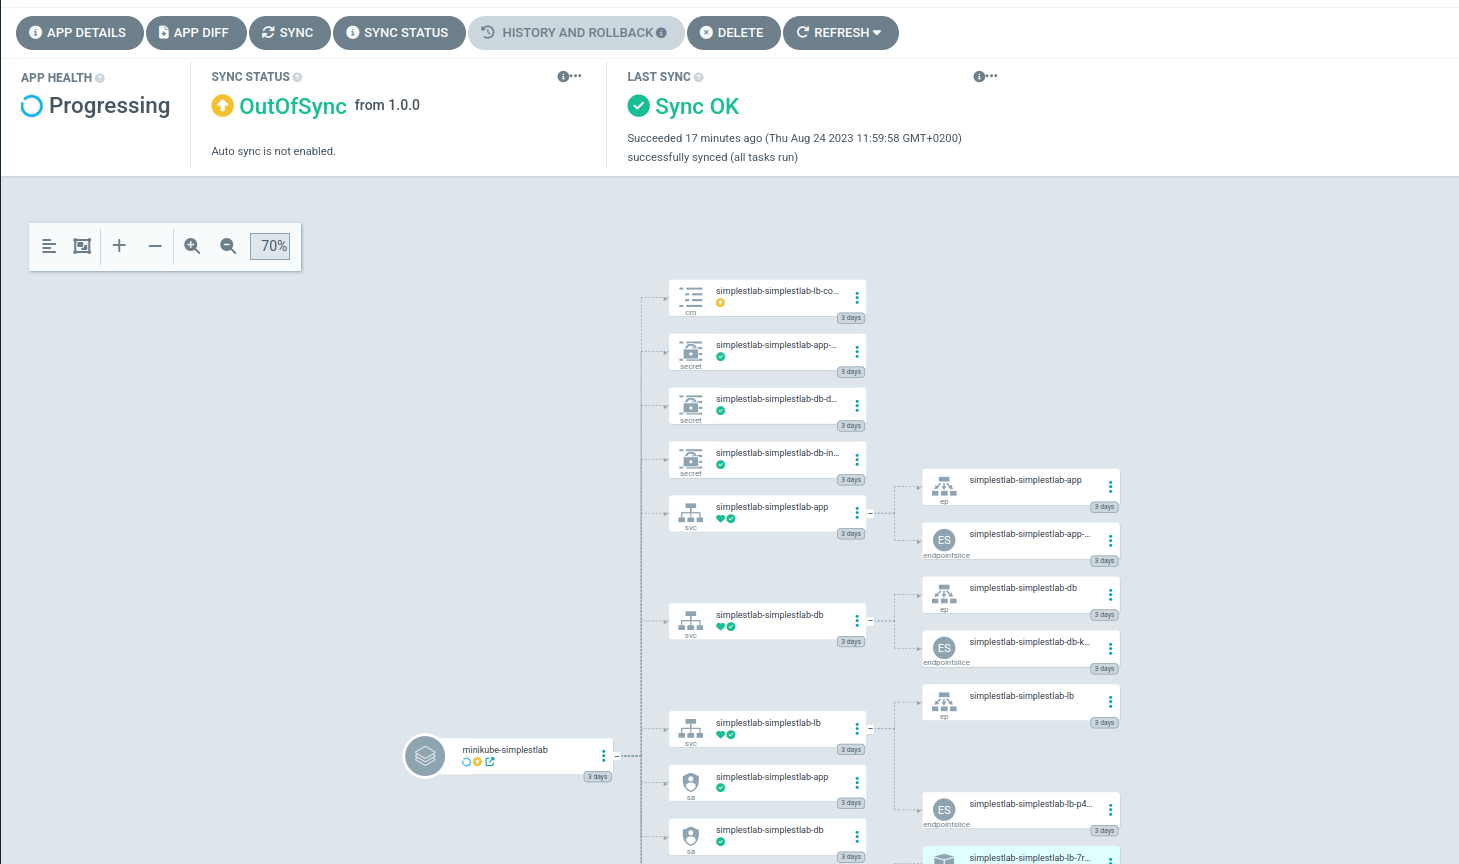 APP DETAILS
APP DIFF
SYNC
SYNC STATUS
HISTORY AND ROLLBACK
DELETE
REFRESH
APP HEALTH
Progressing
SYNC STATUS
OutOfSync from 1.0.0
Auto sync is not enabled.
LAST SYNC
Sync OK
Succeeded 17 minutes ago (Thu Aug 24 2023 11:59:58 GMT+0200)
successfully synced (all tasks run)
70%
minikube-simplestlab
3 days
simplestlab-simplestlab-lb-co...
cm
3 days
simplestlab-simplestlab-app-...
secret
3 days
simplestlab-simplestlab-db-d...
secret
3 days
simplestlab-simplestlab-db-in...
secret
3 days
simplestlab-simplestlab-app
svc
3 days
simplestlab-simplestlab-db
svc
3 days
simplestlab-simplestlab-lb
svc
3 days
simplestlab-simplestlab-app
sa
3 days
simplestlab-simplestlab-db
sa
3 days
simplestlab-simplestlab-app
ep
3 days
simplestlab-simplestlab-app-...
ES
endpointslice
3 days
simplestlab-simplestlab-db
ep
3 days
simplestlab-simplestlab-db-k...
ES
endpointslice
3 days
simplestlab-simplestlab-lb
ep
3 days
simplestlab-simplestlab-lb-p4...
ES
endpointslice
3 days
simplestlab-simplestlab-lb-7r...